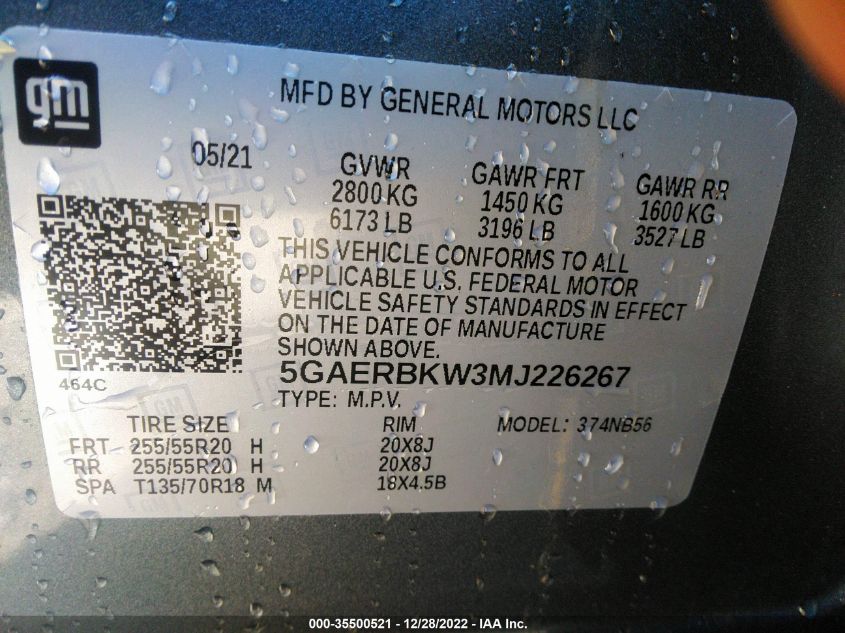 gm
MFD BY GENERAL MOTORS LLC
05/21 GVWR GAWR FRT GAWR RR
2800 KG 1450 KG 1600 KG
6173 LB 3196 LB 3527 LB
THIS VEHICLE CONFORMS TO ALL
APPLICABLE U.S. FEDERAL MOTOR
VEHICLE SAFETY STANDARDS IN EFFECT
ON THE DATE OF MANUFACTURE
SHOWN ABOVE.
464C 5GAERBKW3MJ226267
TYPE: M.P.V.
TIRE SIZE RIM MODEL: 374NB56
FRT 255/55R20 H 20X8J
RR 255/55R20 H 20X8J
SPA T135/70R18 M 18X4.5B
000-35500521 - 12/28/2022 - IAA Inc.